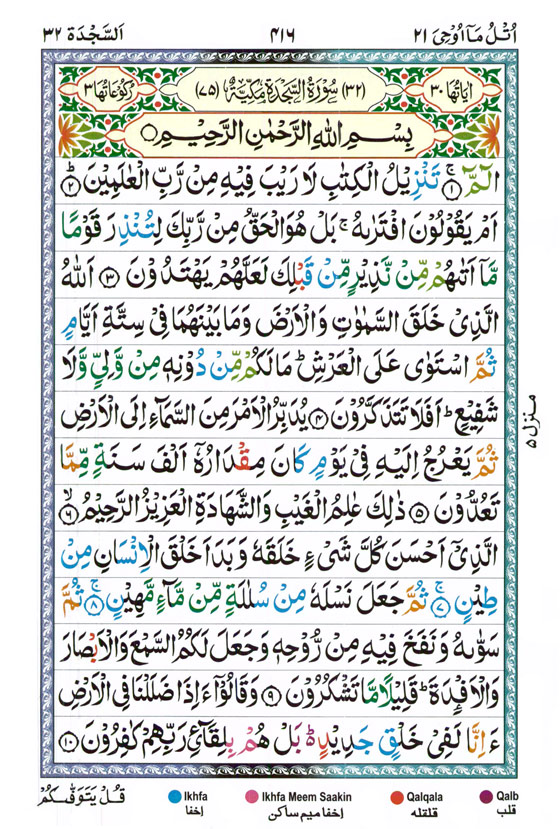 اُتْلُ مَاۤ اُوْحِیَ ٢١ ٤١٦ اَلسَّجْدَة ٣٢
اٰیَاتُهَا ٣٠ (٣٢) سُوْرَةُ السَّجْدَةِ مَكِّیَّةٌ (٧٥) رُكُوْعَاتُهَا ٣
بِسْمِ اللّٰهِ الرَّحْمٰنِ الرَّحِیْمِ
الٓمّٓ ۚ﴿١﴾ تَنْزِیْلُ الْكِتٰبِ لَا رَیْبَ فِیْهِ مِنْ رَّبِّ الْعٰلَمِیْنَ ؕ﴿٢﴾
اَمْ یَقُوْلُوْنَ افْتَرٰىهُ ۚ بَلْ هُوَ الْحَقُّ مِنْ رَّبِّكَ لِتُنْذِرَ قَوْمًا
مَّاۤ اَتٰىهُمْ مِّنْ نَّذِیْرٍ مِّنْ قَبْلِكَ لَعَلَّهُمْ یَهْتَدُوْنَ ﴿٣﴾ اَللّٰهُ
الَّذِیْ خَلَقَ السَّمٰوٰتِ وَالْاَرْضَ وَمَا بَیْنَهُمَا فِیْ سِتَّةِ اَیَّامٍ
ثُمَّ اسْتَوٰی عَلَی الْعَرْشِ ؕ مَا لَكُمْ مِّنْ دُوْنِهٖ مِنْ وَّلِیٍّ وَّلَا
شَفِیْعٍ ؕ اَفَلَا تَتَذَكَّرُوْنَ ﴿٤﴾ یُدَبِّرُ الْاَمْرَ مِنَ السَّمَآءِ اِلَی الْاَرْضِ
ثُمَّ یَعْرُجُ اِلَیْهِ فِیْ یَوْمٍ كَانَ مِقْدَارُهٗۤ اَلْفَ سَنَةٍ مِّمَّا
تَعُدُّوْنَ ﴿٥﴾ ذٰلِكَ عٰلِمُ الْغَیْبِ وَالشَّهَادَةِ الْعَزِیْزُ الرَّحِیْمُ ۙ﴿٦﴾
الَّذِیْۤ اَحْسَنَ كُلَّ شَیْءٍ خَلَقَهٗ وَبَدَاَ خَلْقَ الْاِنْسَانِ مِنْ
طِیْنٍ ۚ﴿٧﴾ ثُمَّ جَعَلَ نَسْلَهٗ مِنْ سُلٰلَةٍ مِّنْ مَّآءٍ مَّهِیْنٍ ۚ﴿٨﴾ ثُمَّ
سَوّٰىهُ وَنَفَخَ فِیْهِ مِنْ رُّوْحِهٖ وَجَعَلَ لَكُمُ السَّمْعَ وَالْاَبْصَارَ
وَالْاَفْـِٕدَةَ ؕ قَلِیْلًا مَّا تَشْكُرُوْنَ ﴿٩﴾ وَقَالُوْۤا ءَاِذَا ضَلَلْنَا فِی الْاَرْضِ
ءَاِنَّا لَفِیْ خَلْقٍ جَدِیْدٍ ؕ۬ بَلْ هُمْ بِلِقَآئِ رَبِّهِمْ كٰفِرُوْنَ ﴿١٠﴾
منزل ٥
قُلْ یَتَوَفّٰىكُمْ
Ikhfa Ikhfa Meem Saakin Qalqala Qalb
اخفا اخفا میم ساکن قلقله قلب